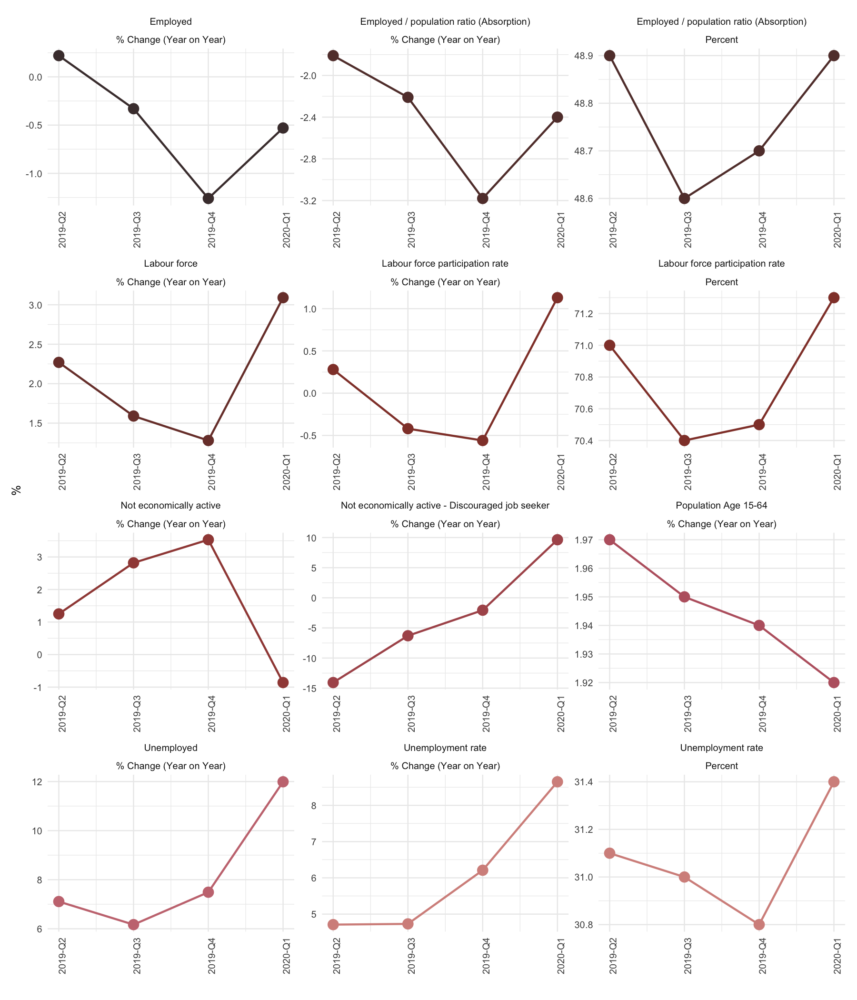 Employed
% Change (Year on Year)
0.0
-0.5
-1.0
2019-Q2
2019-Q3
2019-Q4
2020-Q1
Employed / population ratio (Absorption)
% Change (Year on Year)
-2.0
-2.4
-2.8
-3.2
2019-Q2
2019-Q3
2019-Q4
2020-Q1
Employed / population ratio (Absorption)
Percent
48.9
48.8
48.7
48.6
2019-Q2
2019-Q3
2019-Q4
2020-Q1
Labour force
% Change (Year on Year)
3.0
2.5
2.0
1.5
2019-Q2
2019-Q3
2019-Q4
2020-Q1
Labour force participation rate
% Change (Year on Year)
1.0
0.5
0.0
-0.5
2019-Q2
2019-Q3
2019-Q4
2020-Q1
Labour force participation rate
Percent
71.2
71.0
70.8
70.6
70.4
2019-Q2
2019-Q3
2019-Q4
2020-Q1
%
Not economically active
% Change (Year on Year)
3
2
1
0
-1
2019-Q2
2019-Q3
2019-Q4
2020-Q1
Not economically active - Discouraged job seeker
% Change (Year on Year)
10
5
0
-5
-10
-15
2019-Q2
2019-Q3
2019-Q4
2020-Q1
Population Age 15-64
% Change (Year on Year)
1.97
1.96
1.95
1.94
1.93
1.92
2019-Q2
2019-Q3
2019-Q4
2020-Q1
Unemployed
% Change (Year on Year)
12
10
8
6
2019-Q2
2019-Q3
2019-Q4
2020-Q1
Unemployment rate
% Change (Year on Year)
8
7
6
5
2019-Q2
2019-Q3
2019-Q4
2020-Q1
Unemployment rate
Percent
31.4
31.2
31.0
30.8
2019-Q2
2019-Q3
2019-Q4
2020-Q1